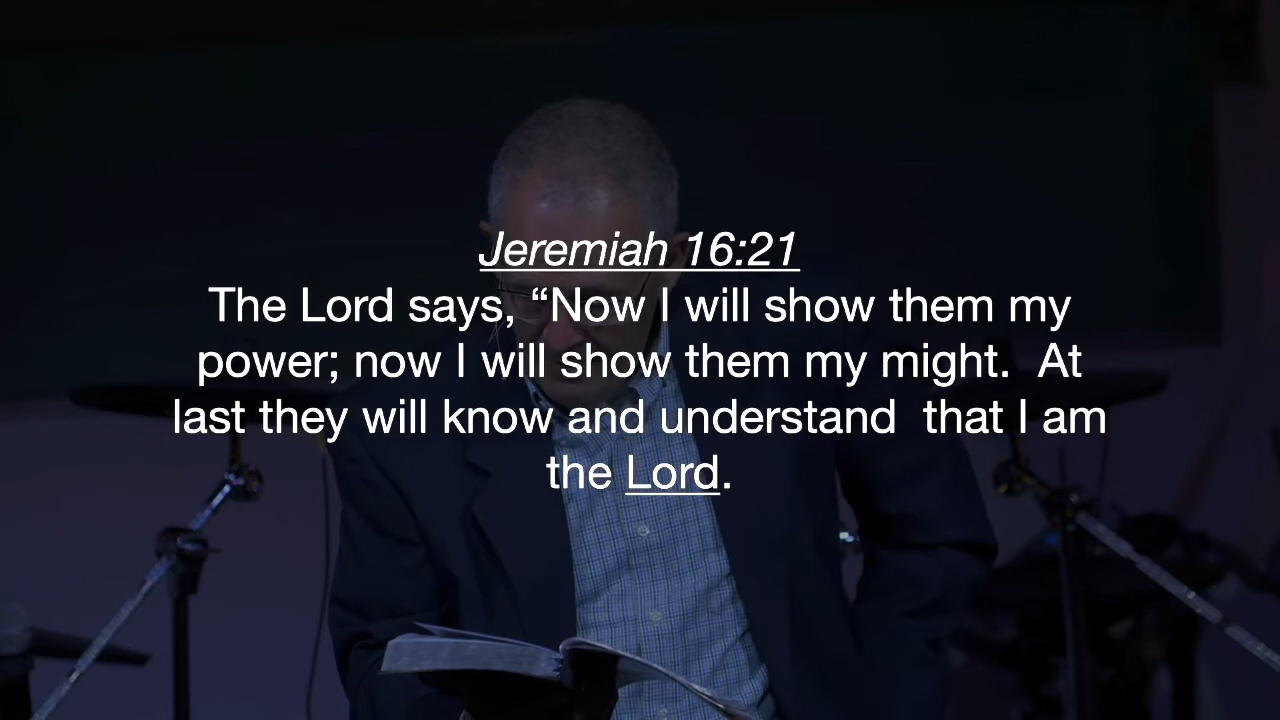 Jeremiah 16:21
The Lord says, “Now I will show them my
power; now I will show them my might.  At
last they will know and understand  that I am
the Lord.